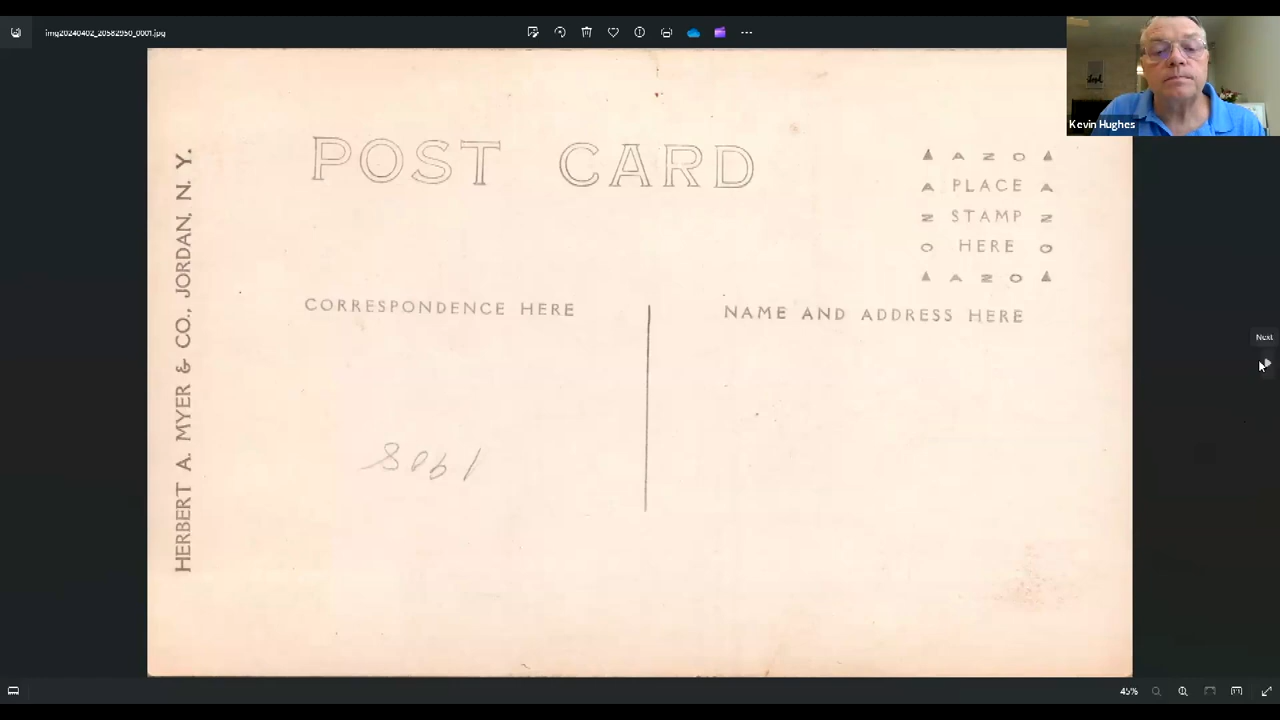 img20240402_20582950_0001.jpg
Kevin Hughes
HERBERT A. MYER & CO., JORDAN, N. Y.
POST CARD
AZO
A PLACE A
Z STAMP Z
O HERE O
AZO
CORRESPONDENCE HERE
NAME AND ADDRESS HERE
1908
Next
45%